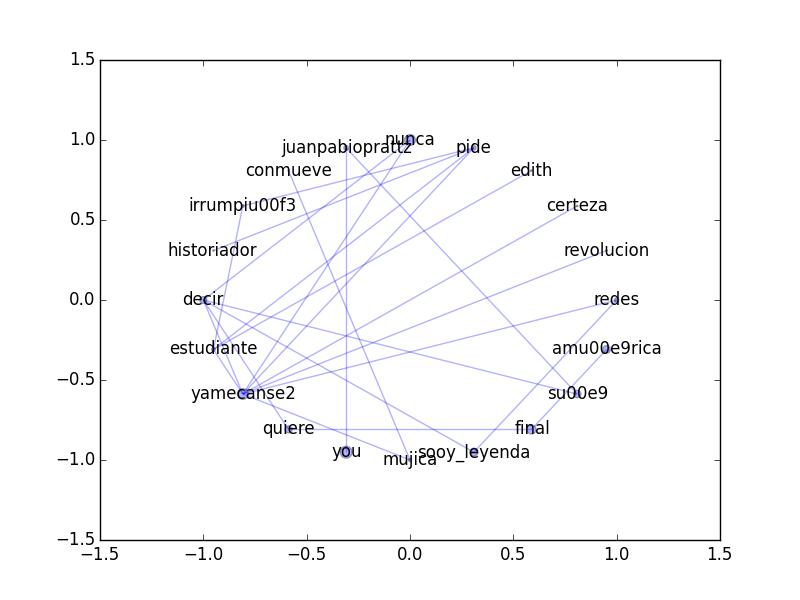 1.5
nunca
1.0
juanpabioprattz
pide
conmueve
edith
irrumpiu00f3
certeza
0.5
historiador
revolucion
0.0
decir
redes
estudiante
amu00e9rica
−0.5
yamecanse2
su00e9
quiere
final
you
sooy_leyenda
−1.0
mujica
−1.5
−1.5 −1.0 −0.5 0.0 0.5 1.0 1.5